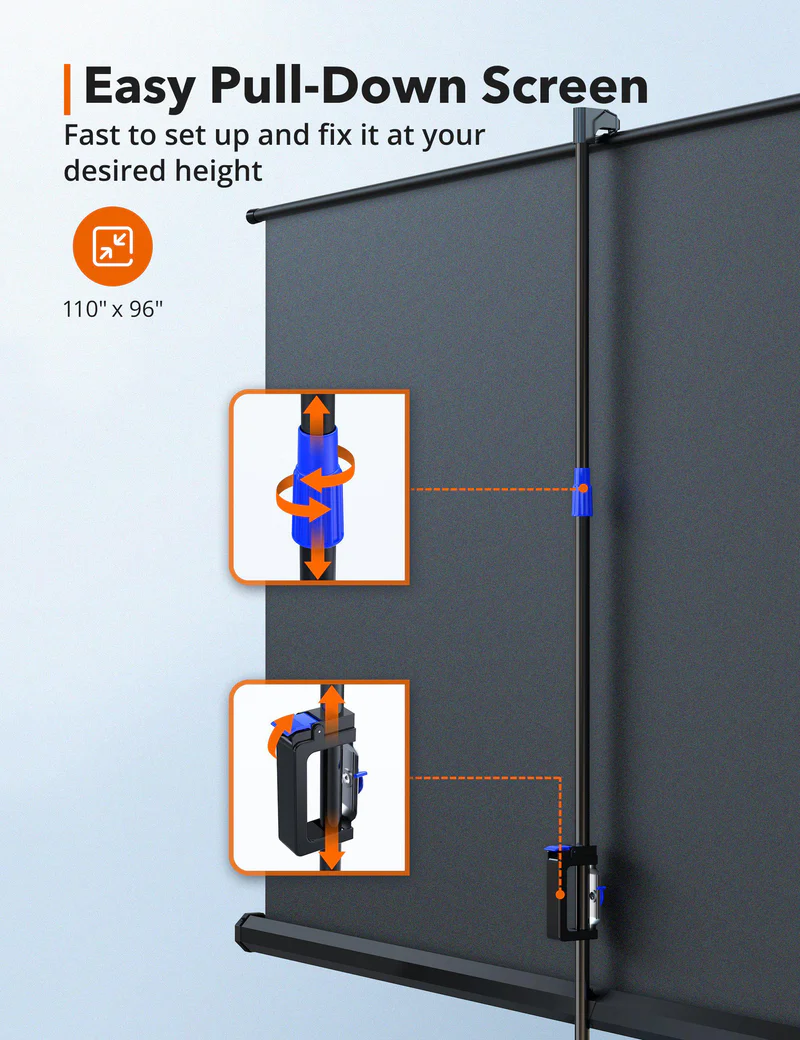 Easy Pull-Down Screen
Fast to set up and fix it at your
desired height
110" x 96"